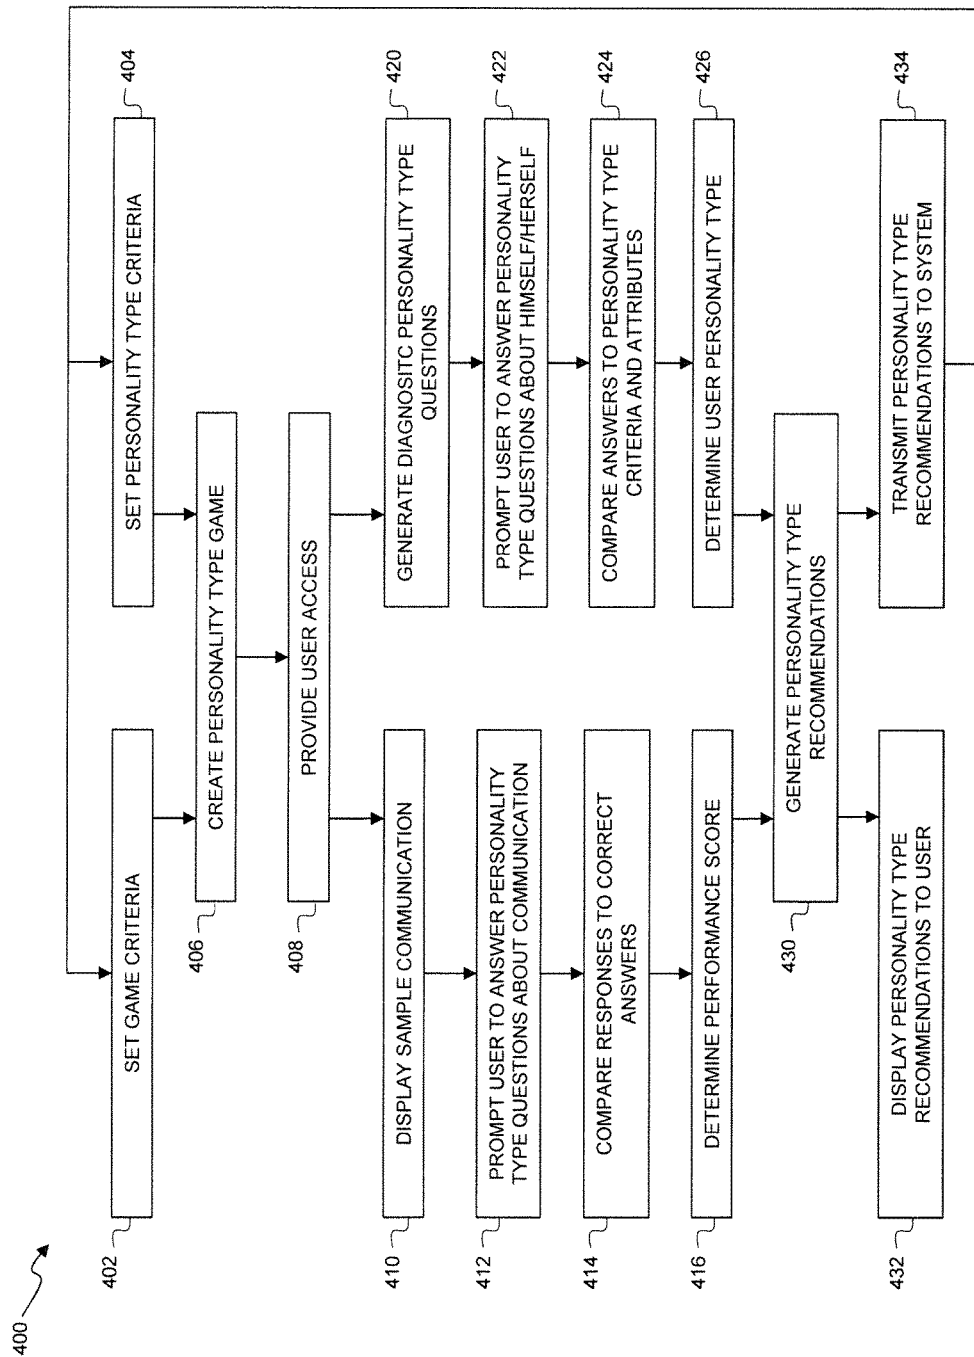 400
402
SET GAME CRITERIA
SET PERSONALITY TYPE CRITERIA
404
406
CREATE PERSONALITY TYPE GAME
408
PROVIDE USER ACCESS
410
DISPLAY SAMPLE COMMUNICATION
GENERATE DIAGNOSITC PERSONALITY TYPE
QUESTIONS
420
412
PROMPT USER TO ANSWER PERSONALITY
TYPE QUESTIONS ABOUT COMMUNICATION
PROMPT USER TO ANSWER PERSONALITY
TYPE QUESTIONS ABOUT HIMSELF/HERSELF
422
414
COMPARE RESPONSES TO CORRECT
ANSWERS
COMPARE ANSWERS TO PERSONALITY TYPE
CRITERIA AND ATTRIBUTES
424
416
DETERMINE PERFORMANCE SCORE
DETERMINE USER PERSONALITY TYPE
426
430
GENERATE PERSONALITY TYPE
RECOMMENDATIONS
432
DISPLAY PERSONALITY TYPE
RECOMMENDATIONS TO USER
TRANSMIT PERSONALITY TYPE
RECOMMENDATIONS TO SYSTEM
434